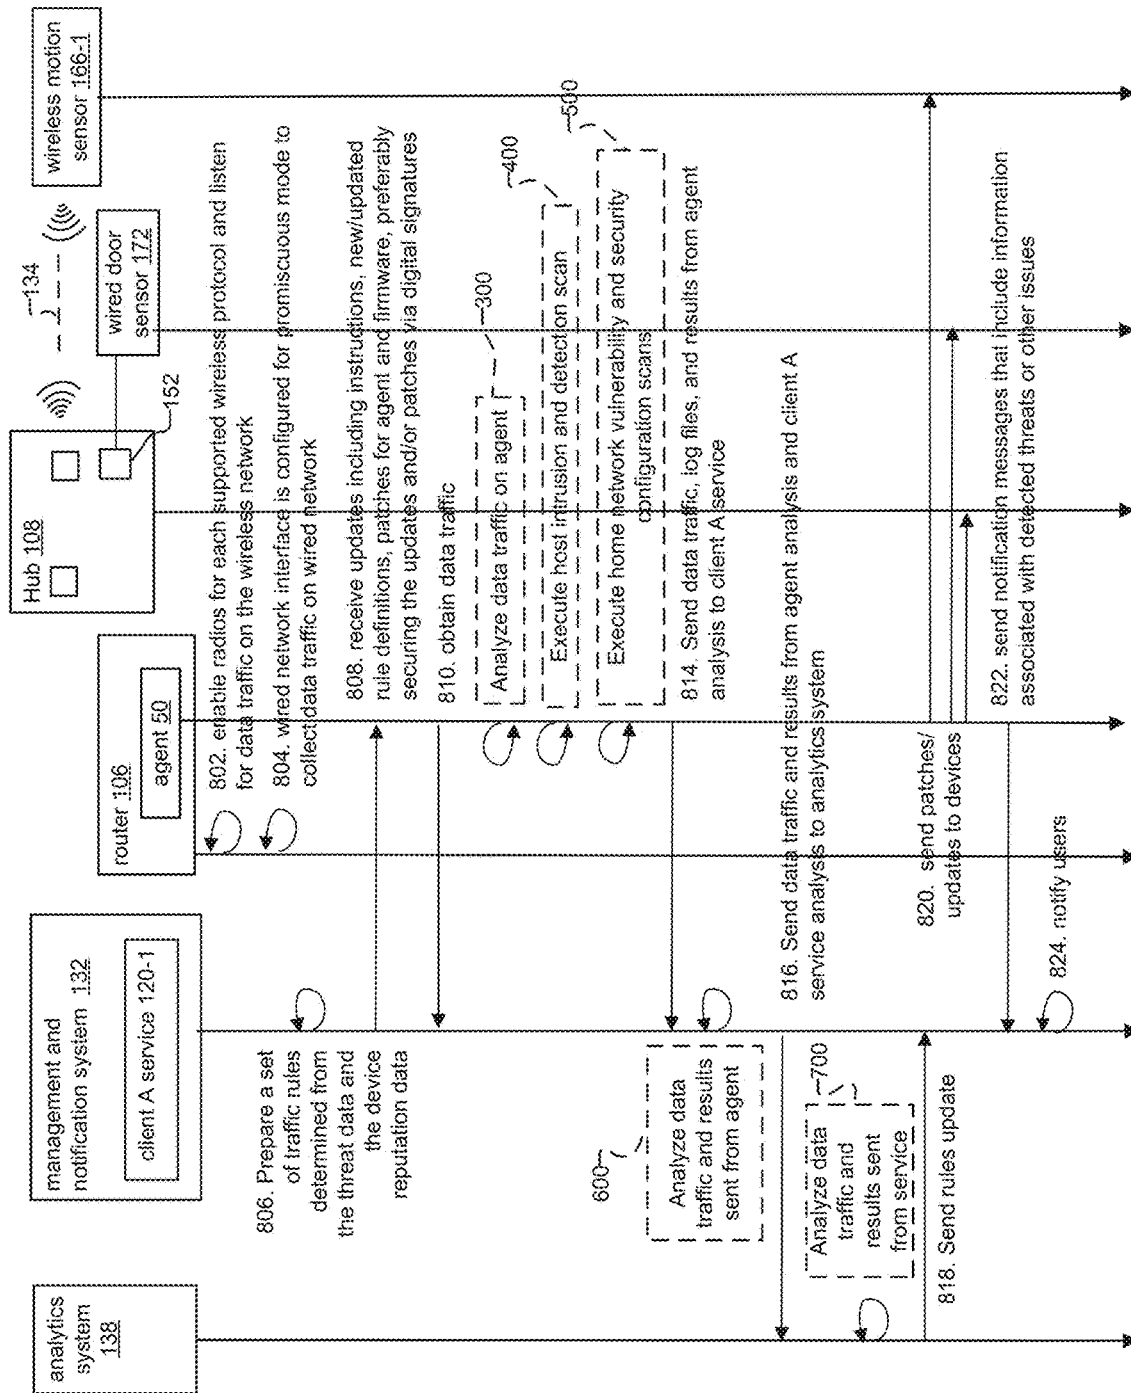 analytics
system
138
management and
notification system 132
client A service 120-1
router 106
agent 50
Hub 108
152
134
wired door
sensor 172
wireless motion
sensor 166-1
802. enable radios for each supported wireless protocol and listen
for data traffic on the wireless network
804. wired network interface is configured for promiscuous mode to
collect data traffic on wired network
806. Prepare a set
of traffic rules
determined from
the threat data and
the device
reputation data
808. receive updates including instructions, new/updated
rule definitions, patches for agent and firmware, preferably
securing the updates and/or patches via digital signatures
810. obtain data traffic
Analyze data traffic on agent
300
Execute host intrusion and detection scan
400
Execute home network vulnerability and security
configuration scans
500
814. Send data traffic, log files, and results from agent
analysis to client A service
600
Analyze data
traffic and results
sent from agent
816. Send data traffic and results from agent analysis and client A
service analysis to analytics system
700
Analyze data
traffic and
results sent
from service
818. Send rules update
820. send patches/
updates to devices
822. send notification messages that include information
associated with detected threats or other issues
824. notify users